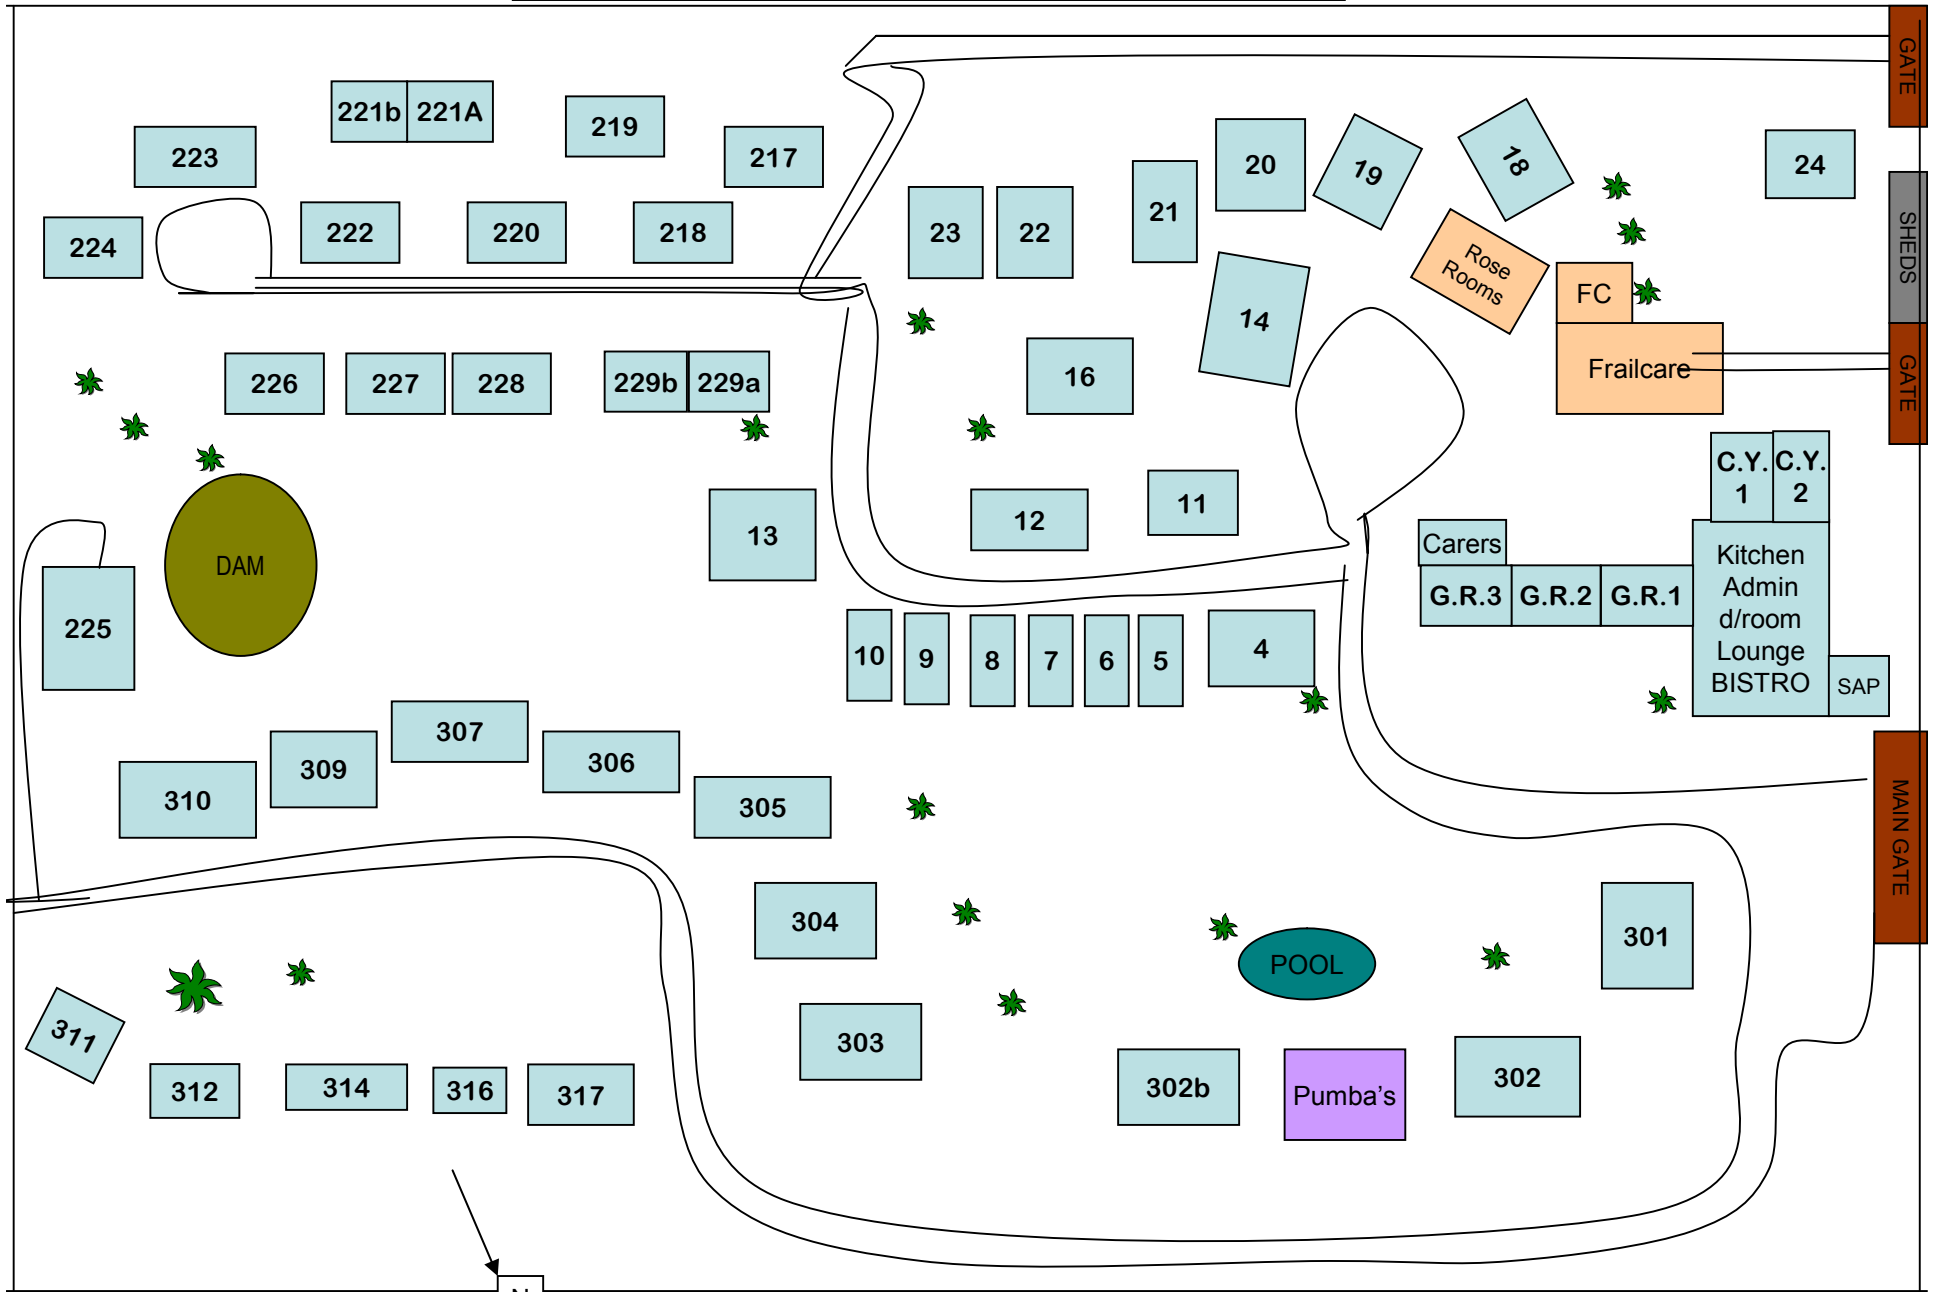 GATE
221b
221A
219
223
217
20
19
18
24
224
222
220
218
23
22
21
SHEDS
Rose
Rooms
FC
14
226
227
228
229b
229a
16
Frailcare
GATE
C.Y.
1
C.Y.
2
DAM
13
12
11
Carers
G.R.3
G.R.2
G.R.1
Kitchen
Admin
d/room
Lounge
BISTRO
SAP
225
10
9
8
7
6
5
4
310
309
307
306
305
MAIN GATE
304
POOL
301
311
303
312
314
316
317
302b
Pumba's
302
N